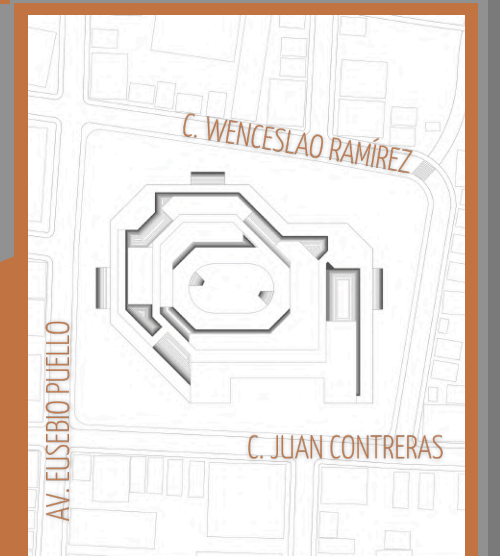 C. WENCESLAO RAMÍREZ
AV. EUSEBIO PUELLO
C. JUAN CONTRERAS